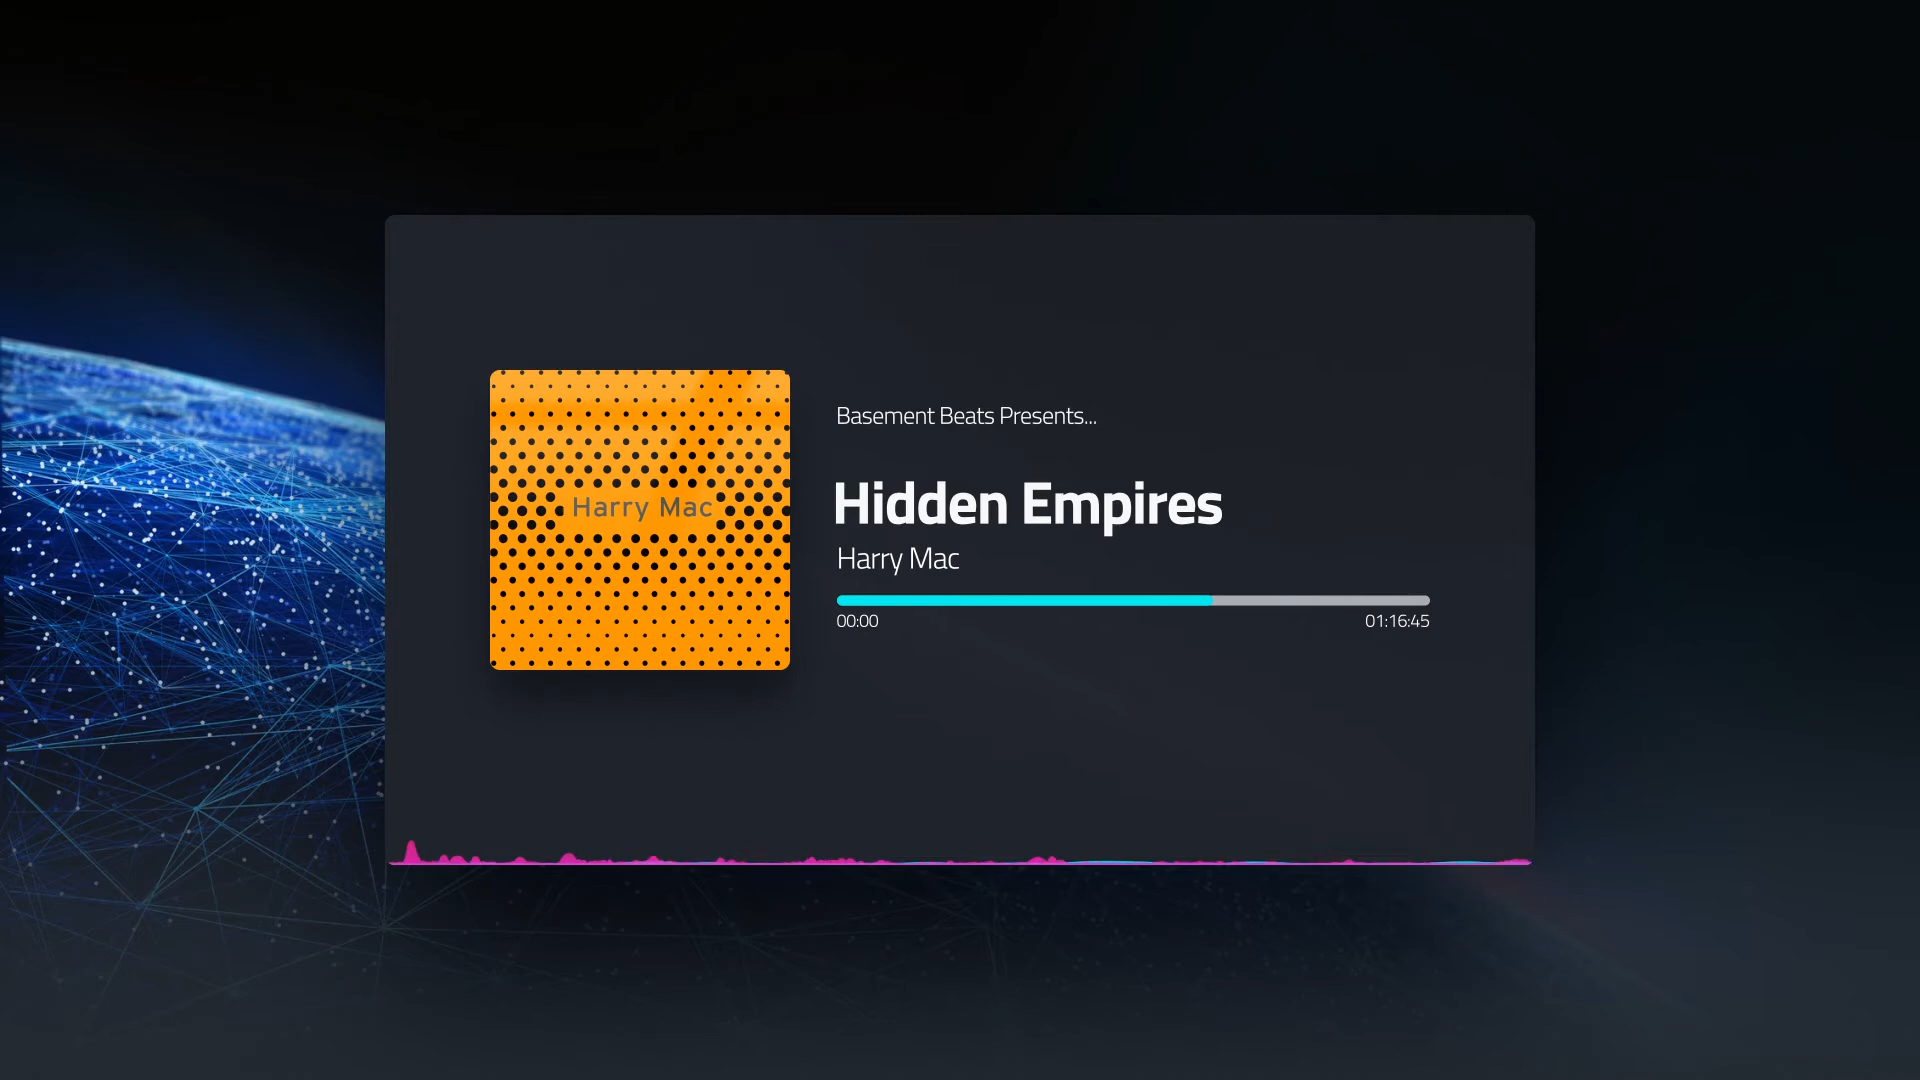 Harry Mac
Basement Beats Presents...
Hidden Empires
Harry Mac
00:00
01:16:45